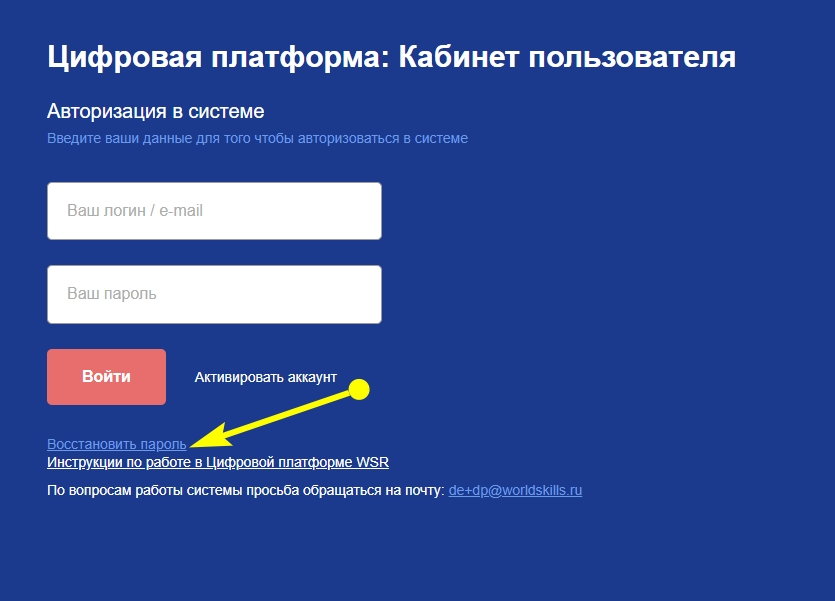 Цифровая платформа: Кабинет пользователя
Авторизация в системе
Введите ваши данные для того чтобы авторизоваться в системе
Ваш логин / e-mail
Ваш пароль
Войти Активировать аккаунт
Восстановить пароль
Инструкции по работе в Цифровой платформе WSR
По вопросам работы системы просьба обращаться на почту: de+dp@worldskills.ru